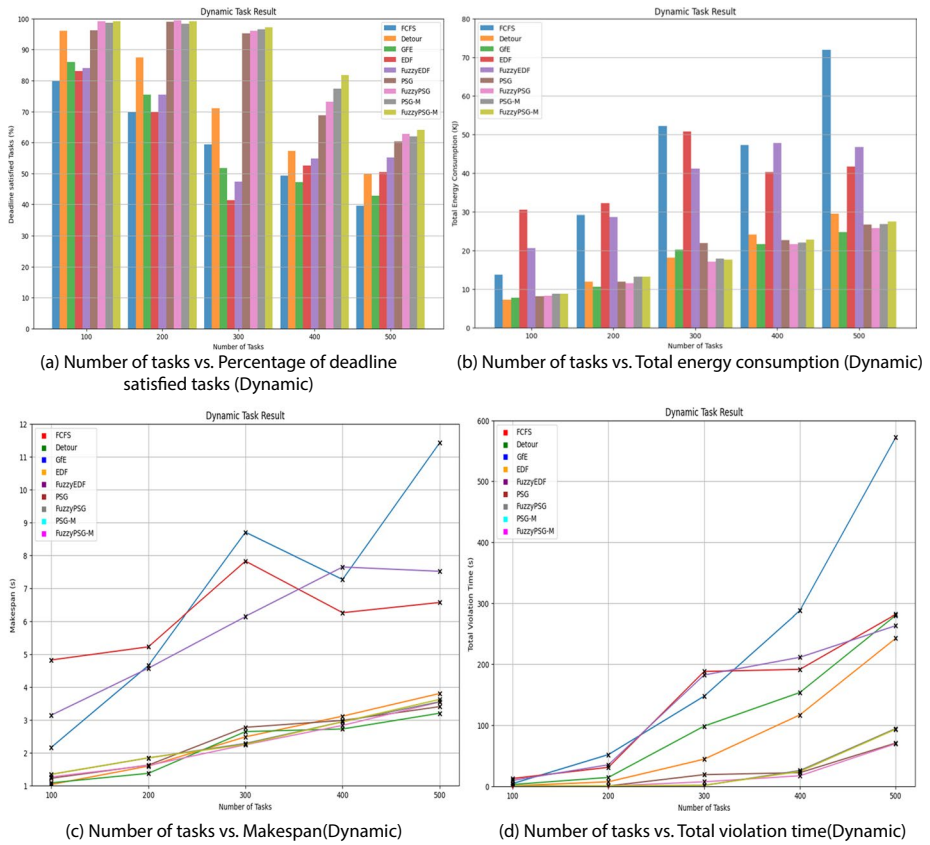 Dynamic Task Result
Deadline satisfied Tasks (%)
100
90
80
70
60
50
40
30
20
10
0
FCFS
Detour
GfE
EDF
FuzzyEDF
PSG
FuzzyPSG
PSG-M
FuzzyPSG-M
100 200 300 400 500
Number of Tasks
(a) Number of tasks vs. Percentage of deadline
satisfied tasks (Dynamic)
Dynamic Task Result
Total Energy Consumption (KJ)
80
70
60
50
40
30
20
10
0
FCFS
Detour
GfE
EDF
FuzzyEDF
PSG
FuzzyPSG
PSG-M
FuzzyPSG-M
100 200 300 400 500
Number of Tasks
(b) Number of tasks vs. Total energy consumption (Dynamic)
Dynamic Task Result
Makespan (s)
12
11
10
9
8
7
6
5
4
3
2
1
FCFS
Detour
GfE
EDF
FuzzyEDF
PSG
FuzzyPSG
PSG-M
FuzzyPSG-M
100 200 300 400 500
Number of Tasks
(c) Number of tasks vs. Makespan(Dynamic)
Dynamic Task Result
Total Violation Time (s)
600
500
400
300
200
100
0
FCFS
Detour
GfE
EDF
FuzzyEDF
PSG
FuzzyPSG
PSG-M
FuzzyPSG-M
100 200 300 400 500
Number of Tasks
(d) Number of tasks vs. Total violation time(Dynamic)